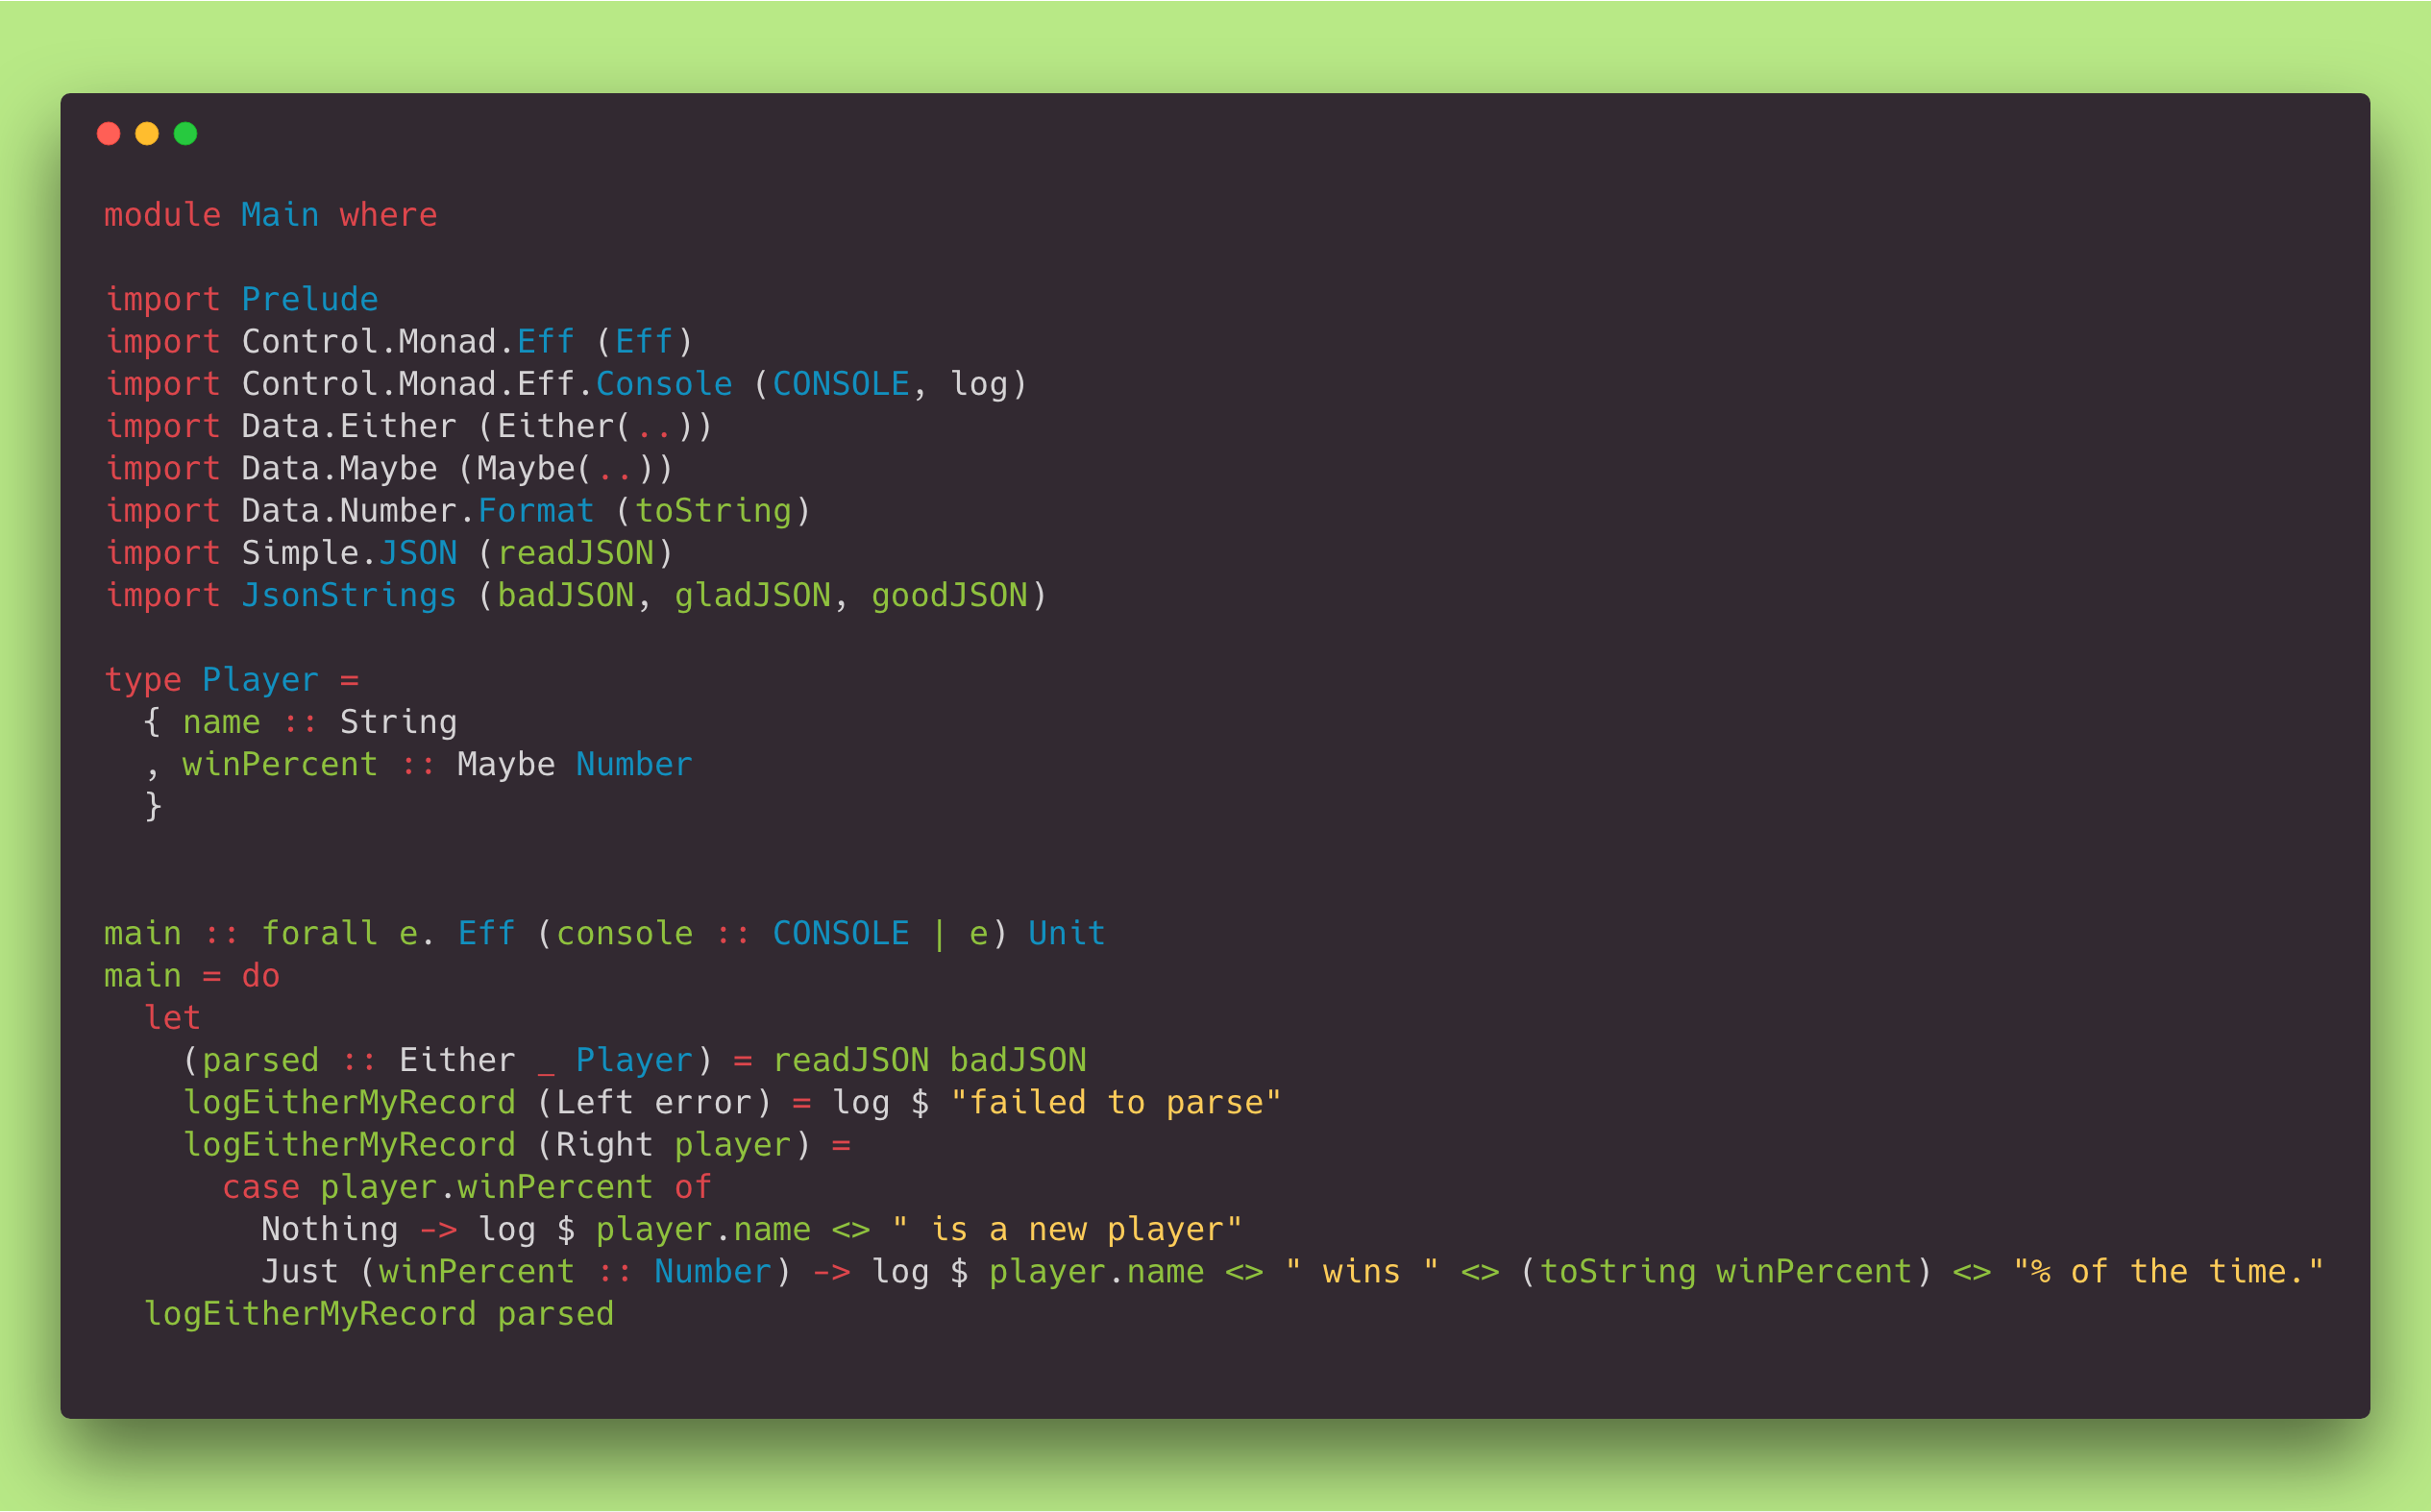 module Main where

import Prelude
import Control.Monad.Eff (Eff)
import Control.Monad.Eff.Console (CONSOLE, log)
import Data.Either (Either(..))
import Data.Maybe (Maybe(..))
import Data.Number.Format (toString)
import Simple.JSON (readJSON)
import JsonStrings (badJSON, gladJSON, goodJSON)

type Player =
  { name :: String
  , winPercent :: Maybe Number
  }


main :: forall e. Eff (console :: CONSOLE | e) Unit
main = do
  let
    (parsed :: Either _ Player) = readJSON badJSON
    logEitherMyRecord (Left error) = log $ "failed to parse"
    logEitherMyRecord (Right player) =
      case player.winPercent of
        Nothing -> log $ player.name <> " is a new player"
        Just (winPercent :: Number) -> log $ player.name <> " wins " <> (toString winPercent) <> "% of the time."
  logEitherMyRecord parsed